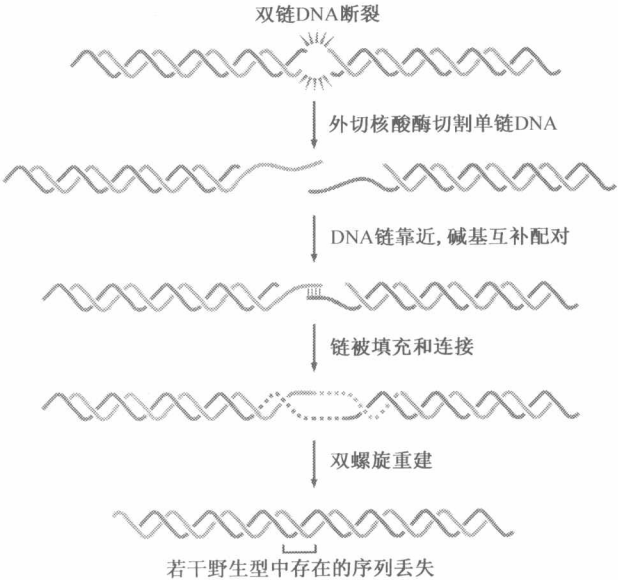 双链DNA断裂
外切核酸酶切割单链DNA
DNA链靠近,碱基互补配对
链被填充和连接
双螺旋重建
若干野生型中存在的序列丢失